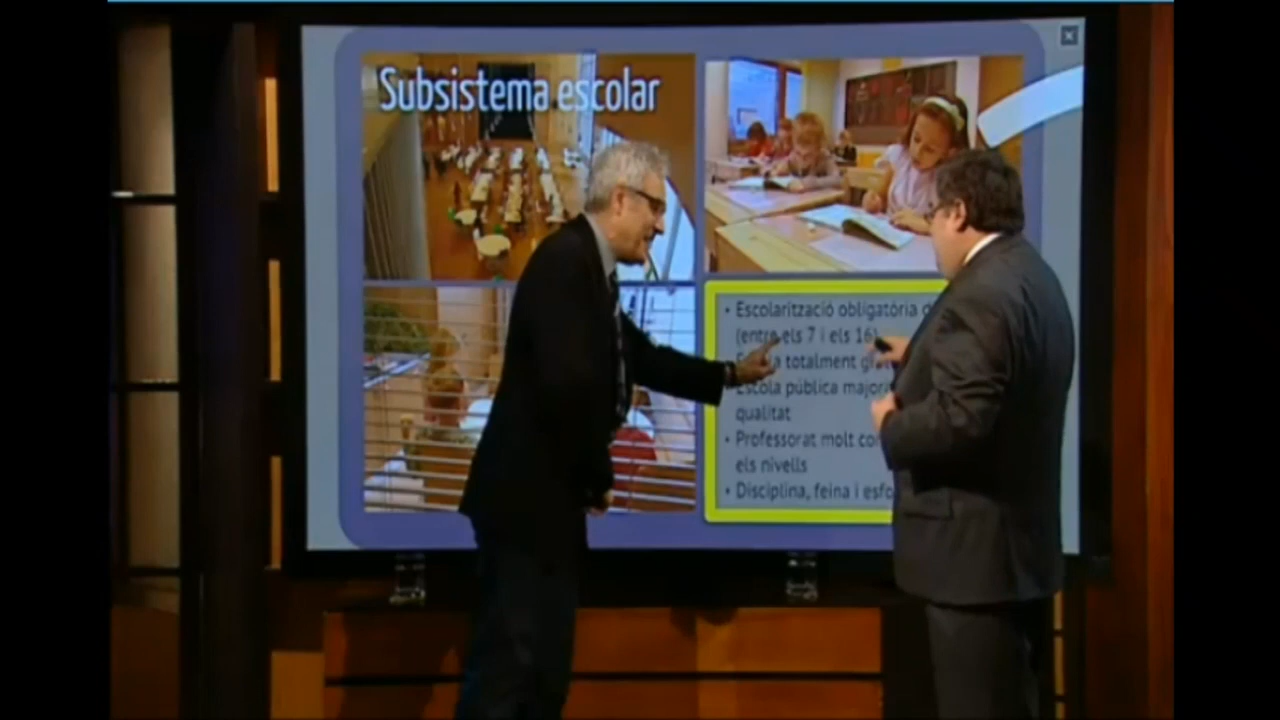 Subsistema escolar
• Escolarització obligatòria
(entre els 7 i els 16)
totalment
Escola pública
qualitat
• Professorat molt
els nivells
• Disciplina, feina i